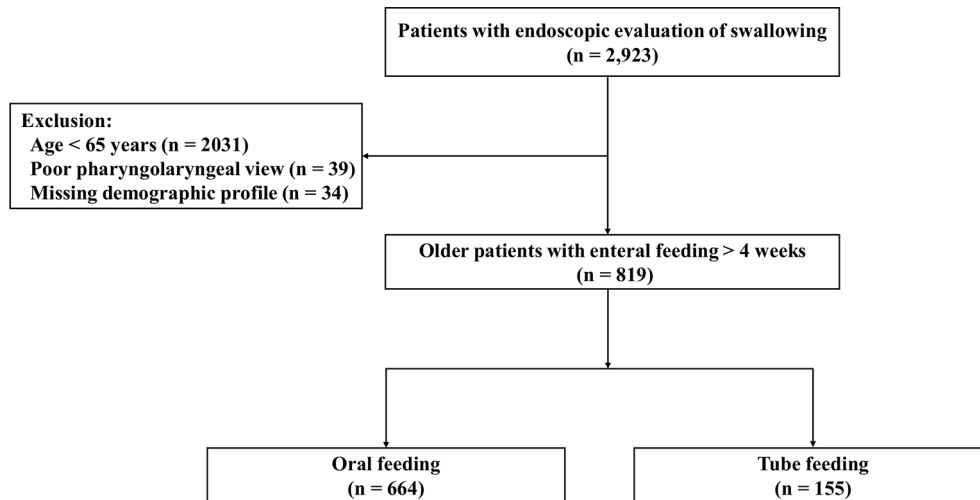 Patients with endoscopic evaluation of swallowing
(n = 2,923)
Exclusion:
Age < 65 years (n = 2031)
Poor pharyngolaryngeal view (n = 39)
Missing demographic profile (n = 34)
Older patients with enteral feeding > 4 weeks
(n = 819)
Oral feeding
(n = 664)
Tube feeding
(n = 155)